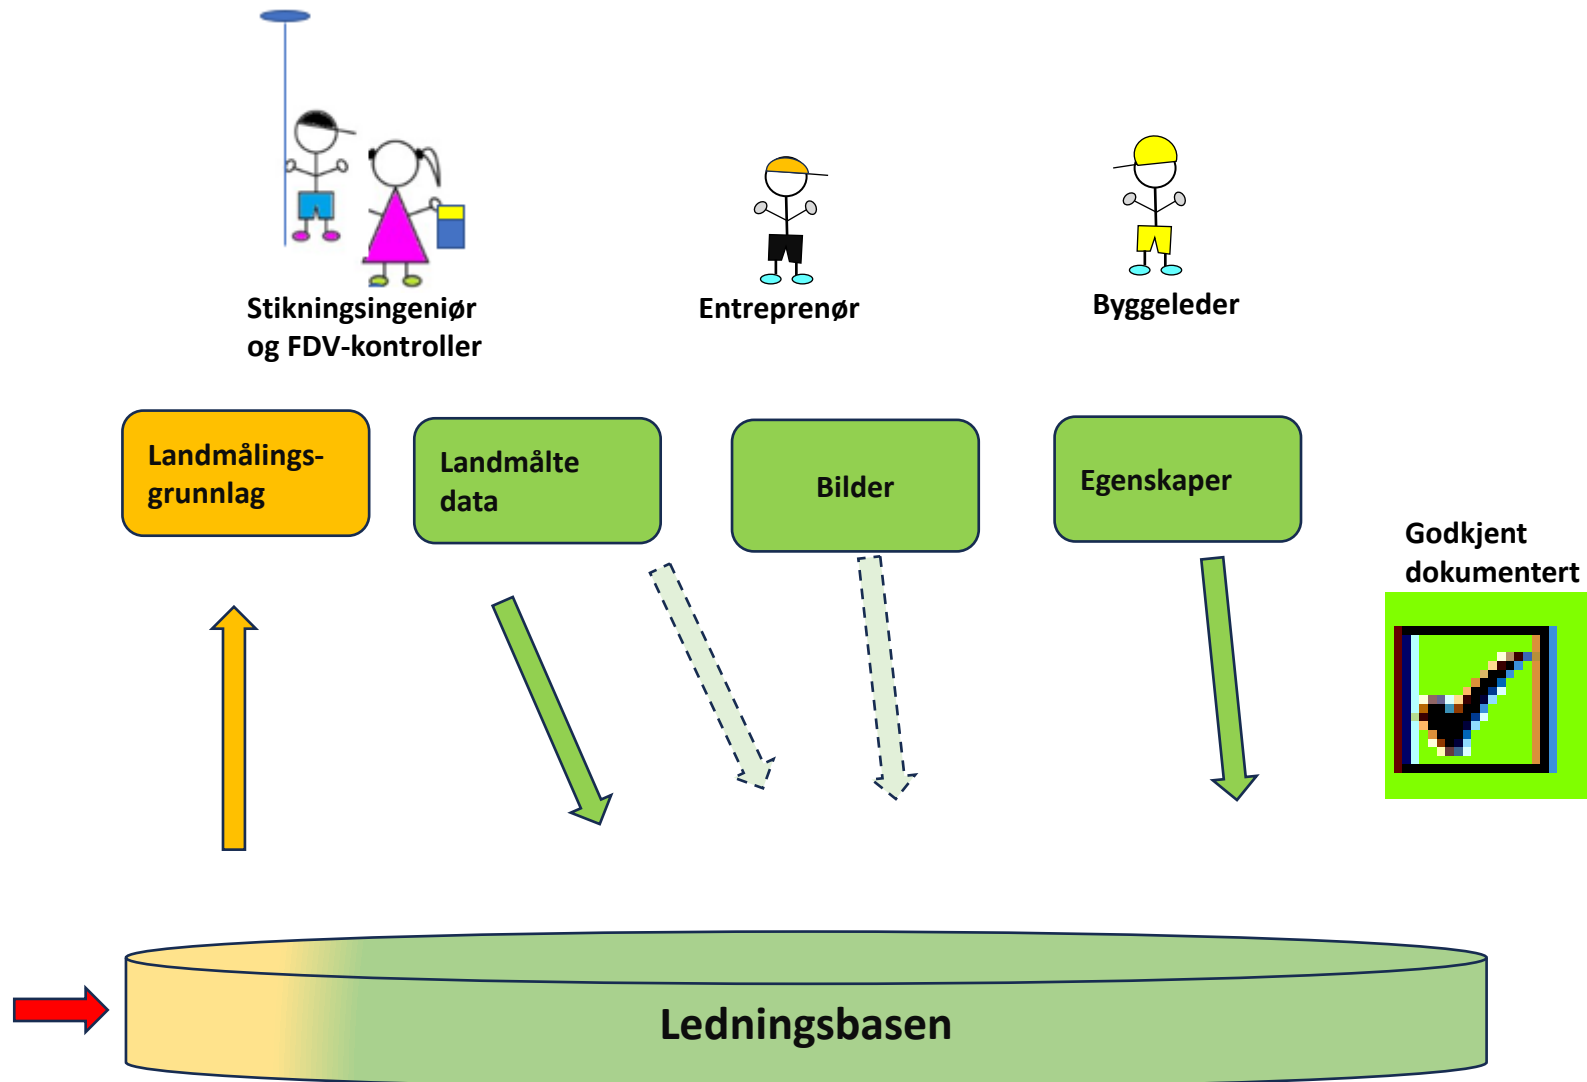 Stikningsingeniør
og FDV-kontroller
Entreprenør
Byggeleder
Landmålings-
grunnlag
Landmålte
data
Bilder
Egenskaper
Godkjent
dokumentert
Ledningsbasen